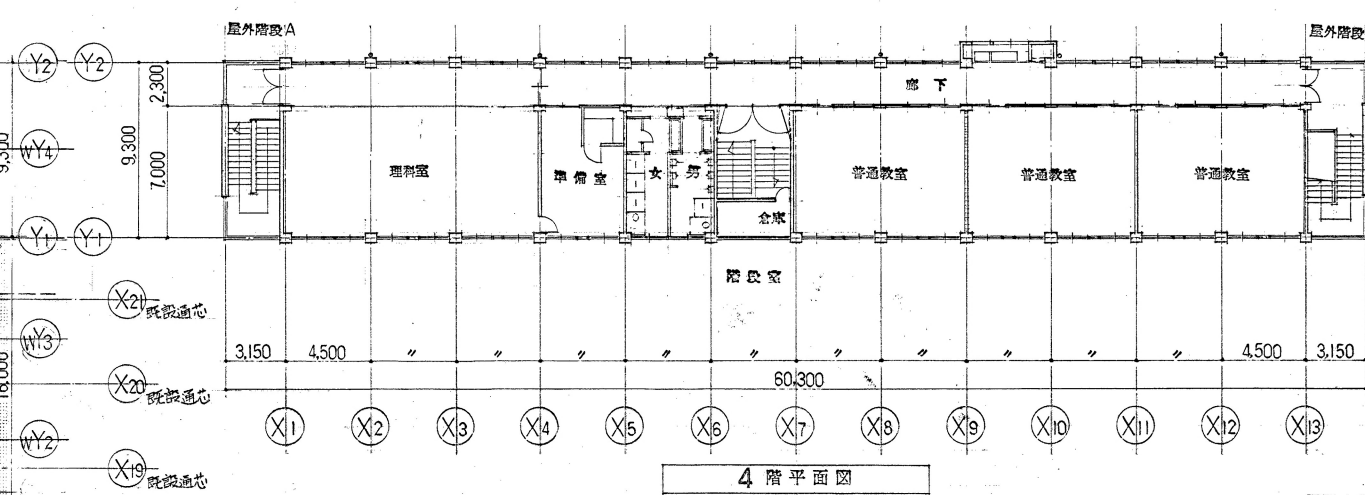 屋外階段A
屋外階段
Y2
Y2
2,300
9,300
9,300
7,000
WY4
Y1
Y1
廊下
理科室
準備室
女
男
倉庫
普通教室
普通教室
普通教室
階段室
X21 既設通芯
WY3
X20 既設通芯
WY2
X19 既設通芯
3,150 4,500 〃 〃 〃 〃 〃 〃 〃 〃 〃 〃 4,500 3,150
60,300
X1 X2 X3 X4 X5 X6 X7 X8 X9 X10 X11 X12 X13
4階平面図